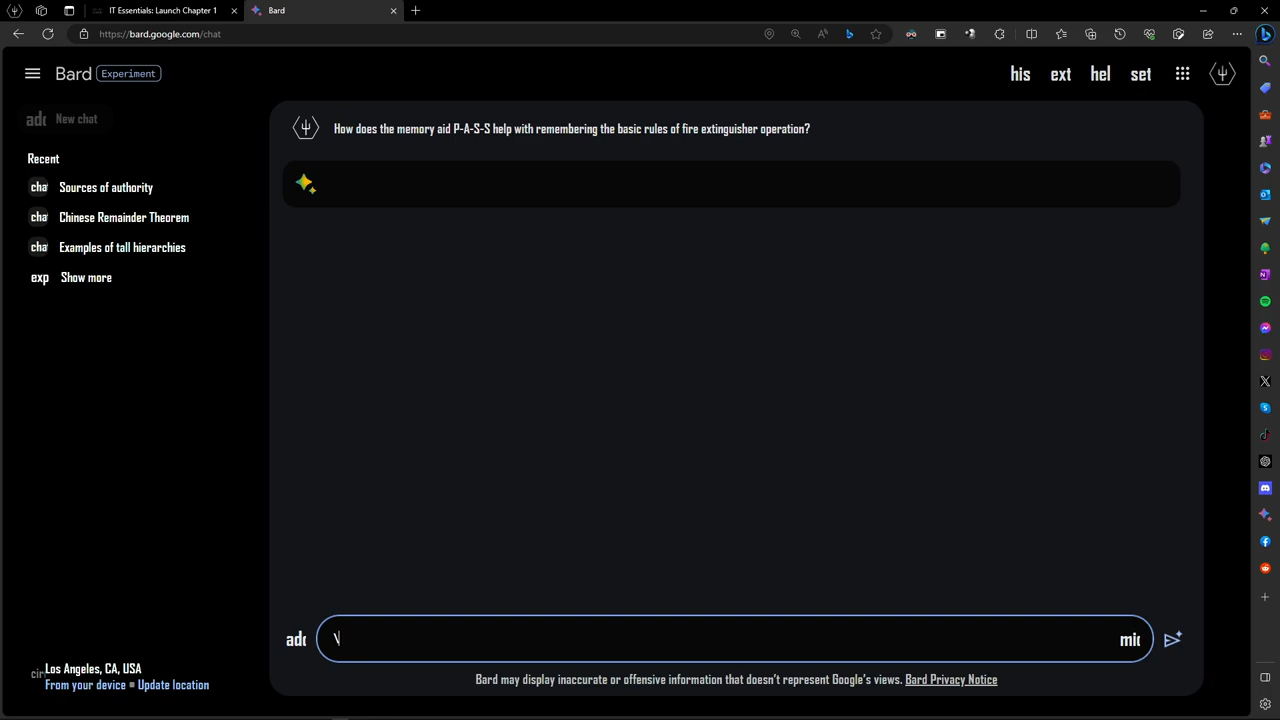 IT Essentials: Launch Chapter 1
Bard
https://bard.google.com/chat
Bard Experiment
his ext hel set
New chat
Recent
cha Sources of authority
cha Chinese Remainder Theorem
cha Examples of tall hierarchies
exp Show more
How does the memory aid P-A-S-S help with remembering the basic rules of fire extinguisher operation?
Los Angeles, CA, USA
From your device Update location
Bard may display inaccurate or offensive information that doesn't represent Google's views. Bard Privacy Notice